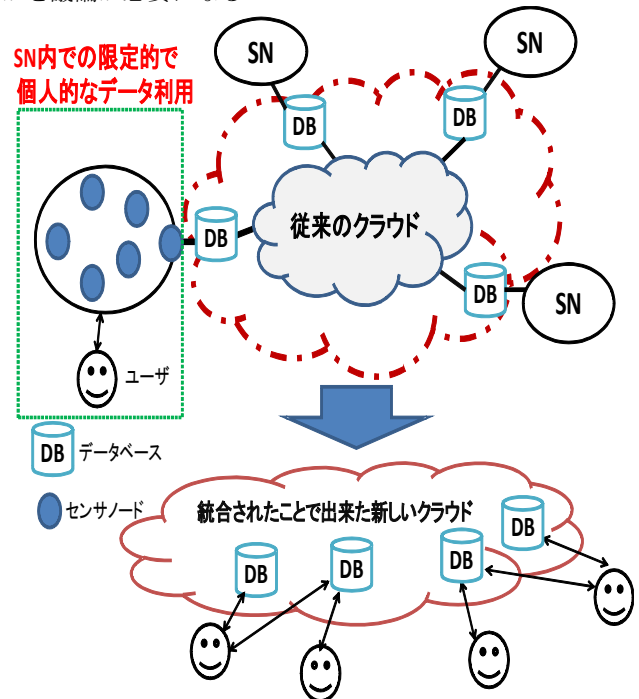 SN内での限定的で
個人的なデータ利用
SN
SN
DB
DB
DB
従来のクラウド
DB
SN
ユーザ
DB データベース
センサノード
統合されたことで出来た新しいクラウド
DB
DB
DB
DB